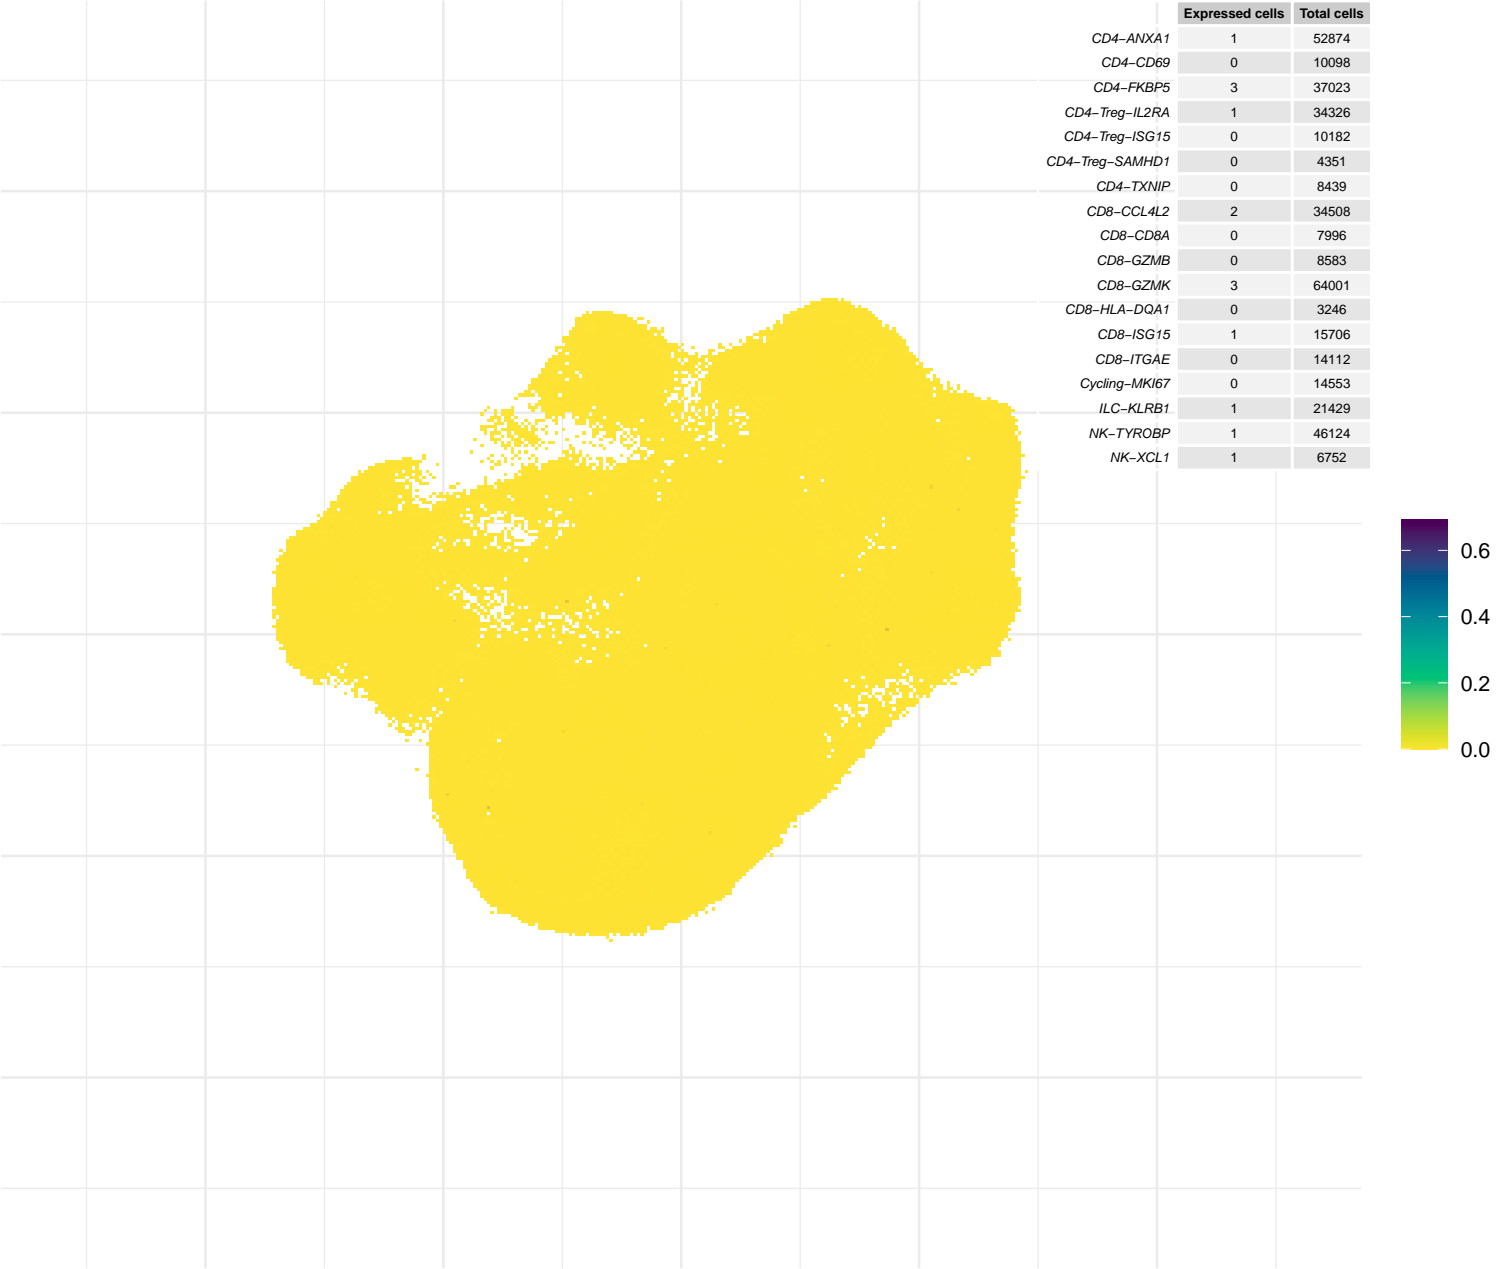 Expressed cells Total cells
CD4−ANXA1 1 52874
CD4−CD69 0 10098
CD4−FKBP5 3 37023
CD4−Treg−IL2RA 1 34326
CD4−Treg−ISG15 0 10182
CD4−Treg−SAMHD1 0 4351
CD4−TXNIP 0 8439
CD8−CCL4L2 2 34508
CD8−CD8A 0 7996
CD8−GZMB 0 8583
CD8−GZMK 3 64001
CD8−HLA−DQA1 0 3246
CD8−ISG15 1 15706
CD8−ITGAE 0 14112
Cycling−MKI67 0 14553
ILC−KLRB1 1 21429
NK−TYROBP 1 46124
NK−XCL1 1 6752
0.6
0.4
0.2
0.0